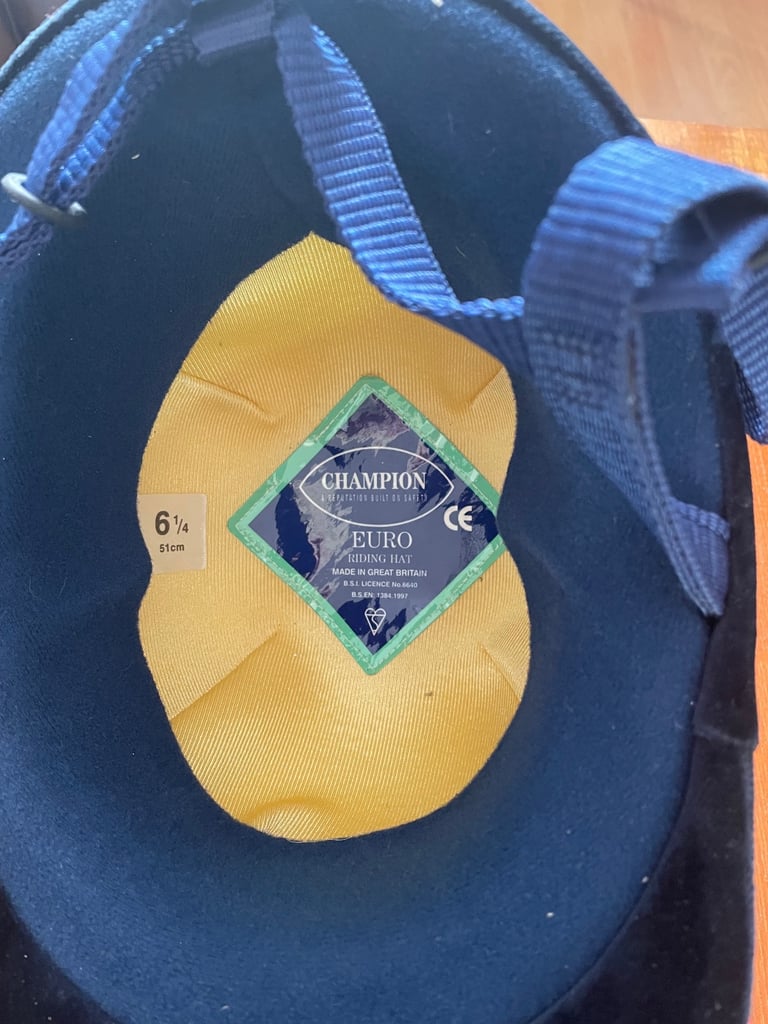 6 1/4
51cm
CHAMPION
A REPUTATION BUILT ON SAFETY
CE
EURO
RIDING HAT
MADE IN GREAT BRITAIN
B.S.I. LICENCE No.8640
B.S.EN: 1384.1997